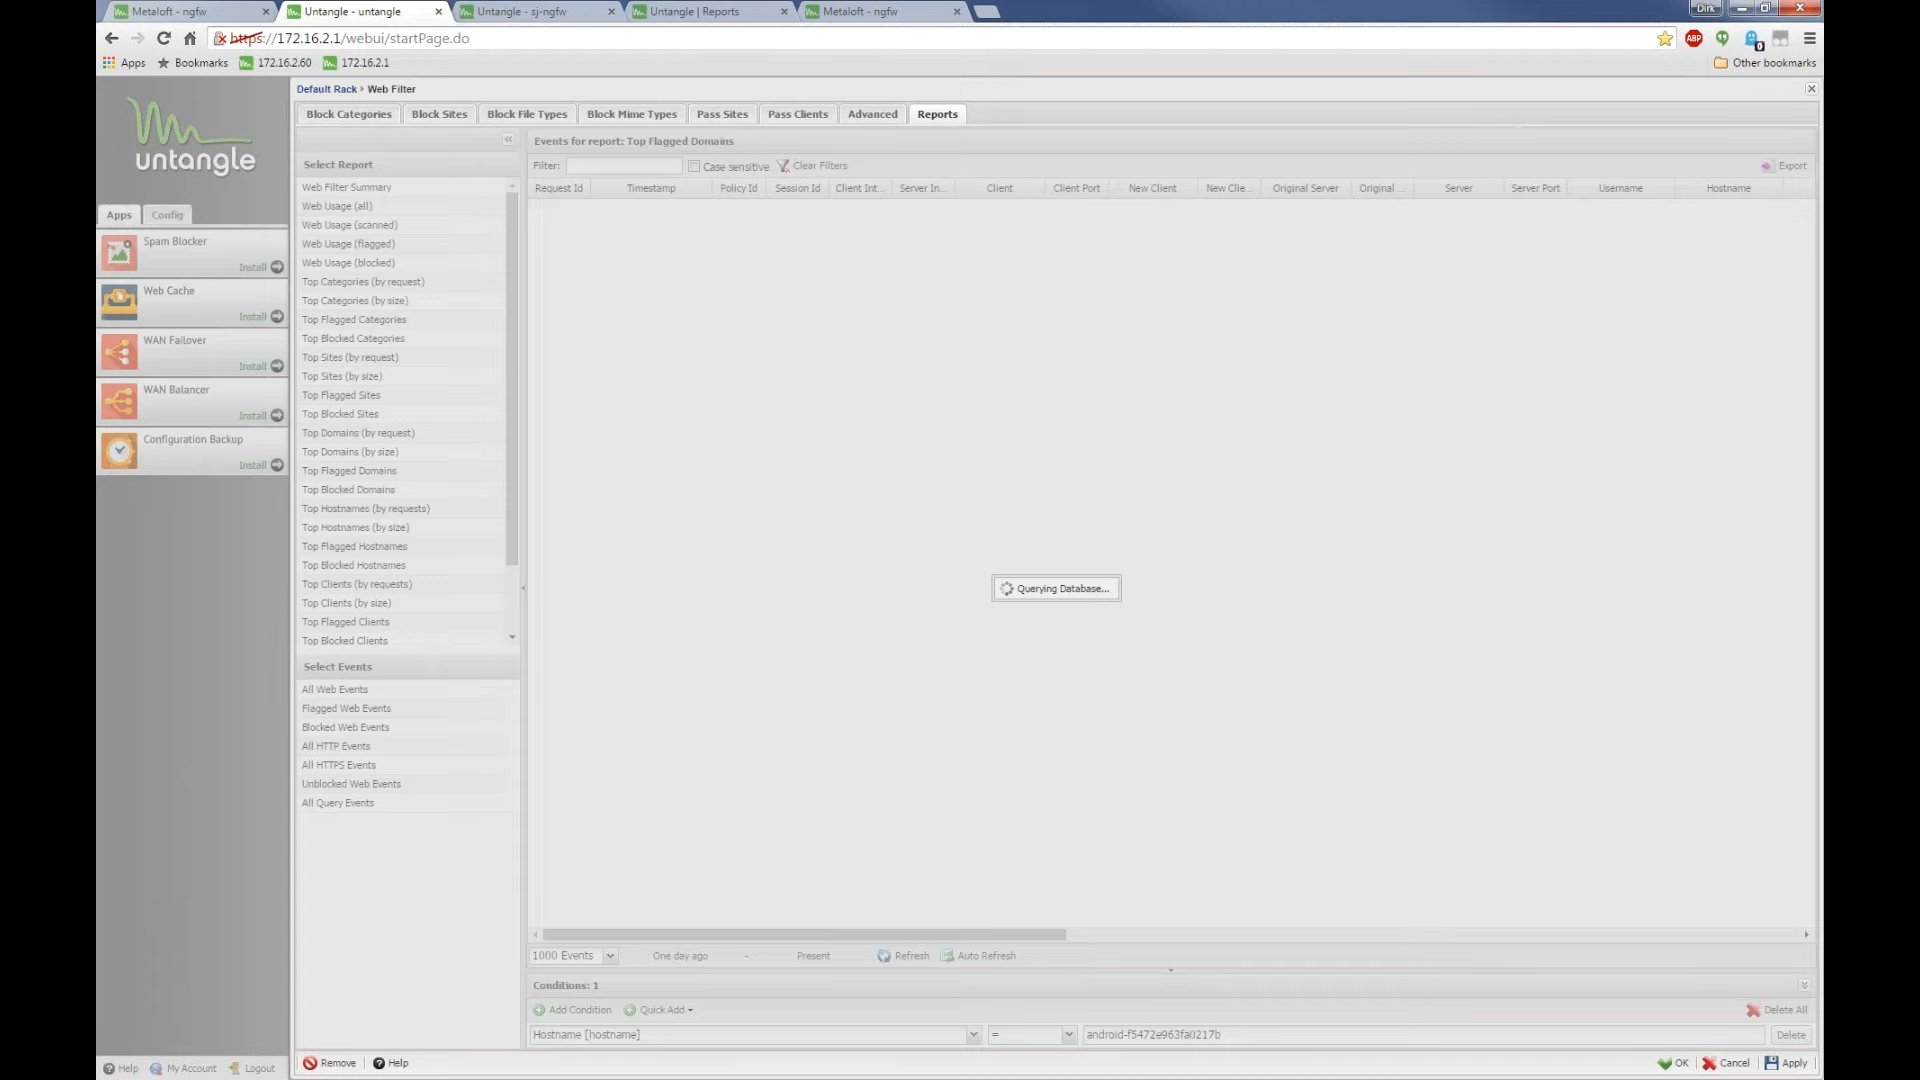 Metaloft - ngfw
Untangle - untangle
Untangle - sj-ngfw
Untangle | Reports
Metaloft - ngfw
Dirk
https://172.16.2.1/webui/startPage.do
ABP
0
Apps
Bookmarks
172.16.2.60
172.16.2.1
Other bookmarks
untangle
Apps
Config
Spam Blocker
Install
Web Cache
Install
WAN Failover
Install
WAN Balancer
Install
Configuration Backup
Install
Help
My Account
Logout
Default Rack
Web Filter
Block Categories
Block Sites
Block File Types
Block Mime Types
Pass Sites
Pass Clients
Advanced
Reports
Select Report
Web Filter Summary
Web Usage (all)
Web Usage (scanned)
Web Usage (flagged)
Web Usage (blocked)
Top Categories (by request)
Top Categories (by size)
Top Flagged Categories
Top Blocked Categories
Top Sites (by request)
Top Sites (by size)
Top Flagged Sites
Top Blocked Sites
Top Domains (by request)
Top Domains (by size)
Top Flagged Domains
Top Blocked Domains
Top Hostnames (by requests)
Top Hostnames (by size)
Top Flagged Hostnames
Top Blocked Hostnames
Top Clients (by requests)
Top Clients (by size)
Top Flagged Clients
Top Blocked Clients
Select Events
All Web Events
Flagged Web Events
Blocked Web Events
All HTTP Events
All HTTPS Events
Unblocked Web Events
All Query Events
Events for report: Top Flagged Domains
Filter:
Case sensitive
Clear Filters
Export
Request Id
Timestamp
Policy Id
Session Id
Client Int...
Server In...
Client
Client Port
New Client
New Clie...
Original Server
Original ...
Server
Server Port
Username
Hostname
Querying Database...
1000 Events
One day ago
-
Present
Refresh
Auto Refresh
Conditions: 1
Add Condition
Quick Add
Delete All
Hostname [hostname]
=
android-f5472e963fa0217b
Delete
Remove
Help
OK
Cancel
Apply